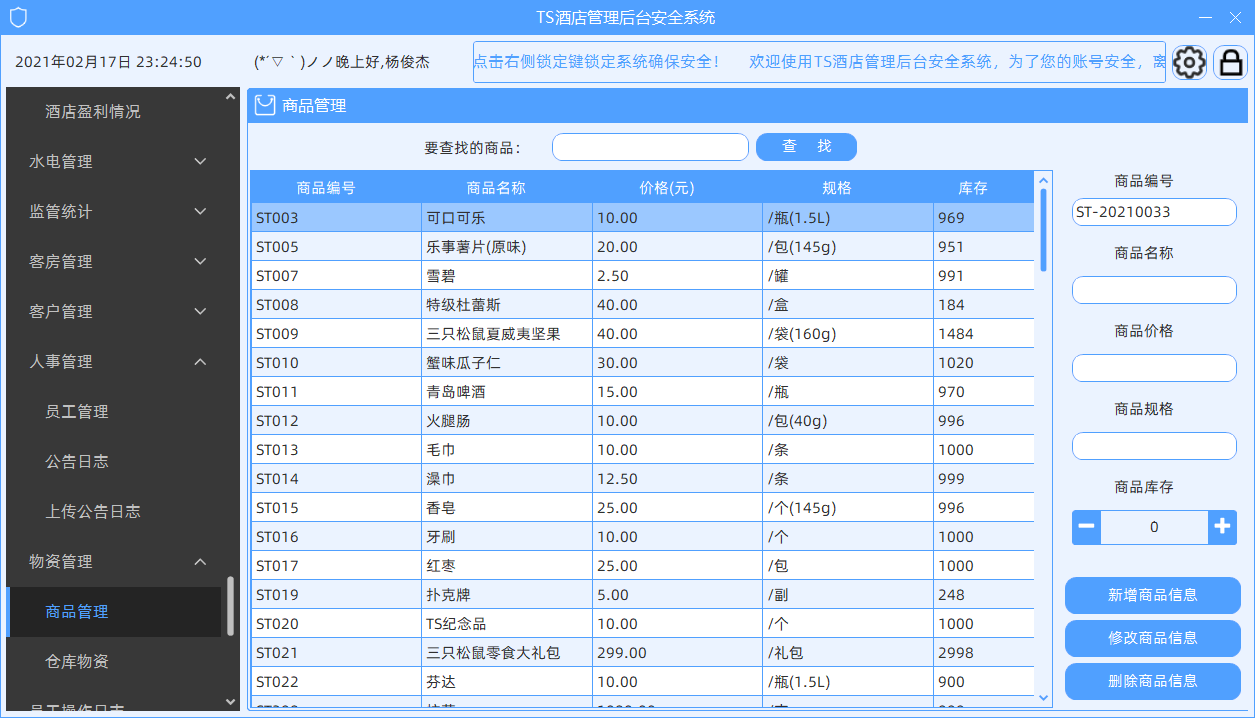 TS酒店管理后台安全系统
2021年02月17日 23:24:50
(*´▽｀)ノノ晚上好,杨俊杰
点击右侧锁定键锁定系统确保安全！ 欢迎使用TS酒店管理后台安全系统，为了您的账号安全，离
酒店盈利情况
水电管理
监管统计
客房管理
客户管理
人事管理
员工管理
公告日志
上传公告日志
物资管理
商品管理
仓库物资
员工操作日志
商品管理
要查找的商品：
查 找
商品编号 商品名称 价格(元) 规格 库存
ST003 可口可乐 10.00 /瓶(1.5L) 969
ST005 乐事薯片(原味) 20.00 /包(145g) 951
ST007 雪碧 2.50 /罐 991
ST008 特级杜蕾斯 40.00 /盒 184
ST009 三只松鼠夏威夷坚果 40.00 /袋(160g) 1484
ST010 蟹味瓜子仁 30.00 /袋 1020
ST011 青岛啤酒 15.00 /瓶 970
ST012 火腿肠 10.00 /包(40g) 996
ST013 毛巾 10.00 /条 1000
ST014 澡巾 12.50 /条 999
ST015 香皂 25.00 /个(145g) 996
ST016 牙刷 10.00 /个 1000
ST017 红枣 25.00 /包 1000
ST019 扑克牌 5.00 /副 248
ST020 TS纪念品 10.00 /个 1000
ST021 三只松鼠零食大礼包 299.00 /礼包 2998
ST022 芬达 10.00 /瓶(1.5L) 900
商品编号
ST-20210033
商品名称
商品价格
商品规格
商品库存
0
新增商品信息
修改商品信息
删除商品信息